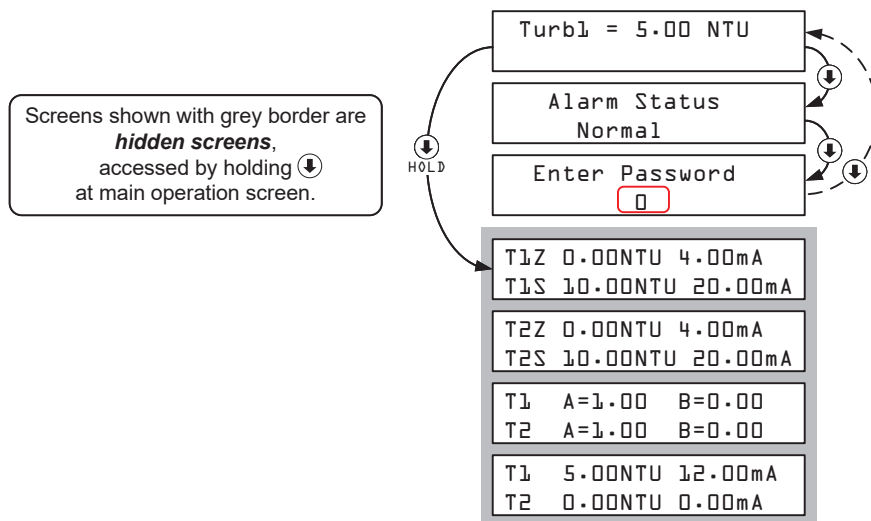 Turb1 = 5.00 NTU
Screens shown with grey border are
hidden screens,
accessed by holding
at main operation screen.
HOLD
Alarm Status
Normal
Enter Password
0
T1Z 0.00NTU 4.00mA
T1S 10.00NTU 20.00mA
T2Z 0.00NTU 4.00mA
T2S 10.00NTU 20.00mA
T1 A=1.00 B=0.00
T2 A=1.00 B=0.00
T1 5.00NTU 12.00mA
T2 0.00NTU 0.00mA